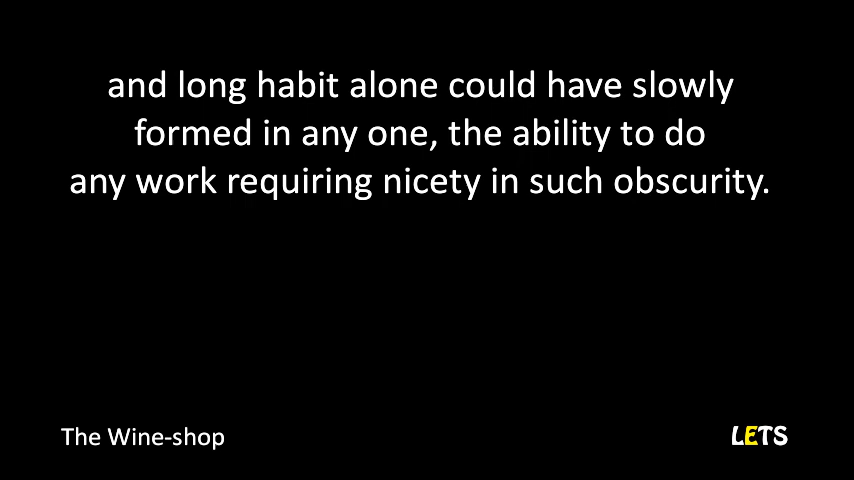 and long habit alone could have slowly
formed in any one, the ability to do
any work requiring nicety in such obscurity.
The Wine-shop
LETS